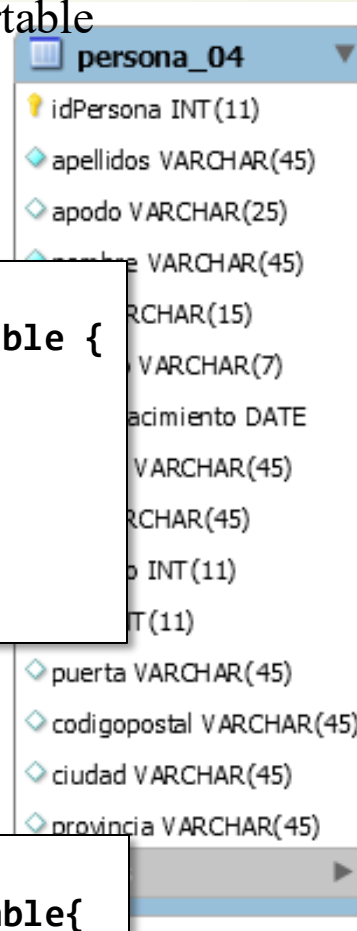 rtable
persona_04
idPersona INT(11)
apellidos VARCHAR(45)
apodo VARCHAR(25)
VARCHAR(45)
ble {
RCHAR(15)
VARCHAR(7)
acimiento DATE
VARCHAR(45)
RCHAR(45)
INT(11)
T(11)
puerta VARCHAR(45)
codigopostal VARCHAR(45)
ciudad VARCHAR(45)
provincia VARCHAR(45)
ble{